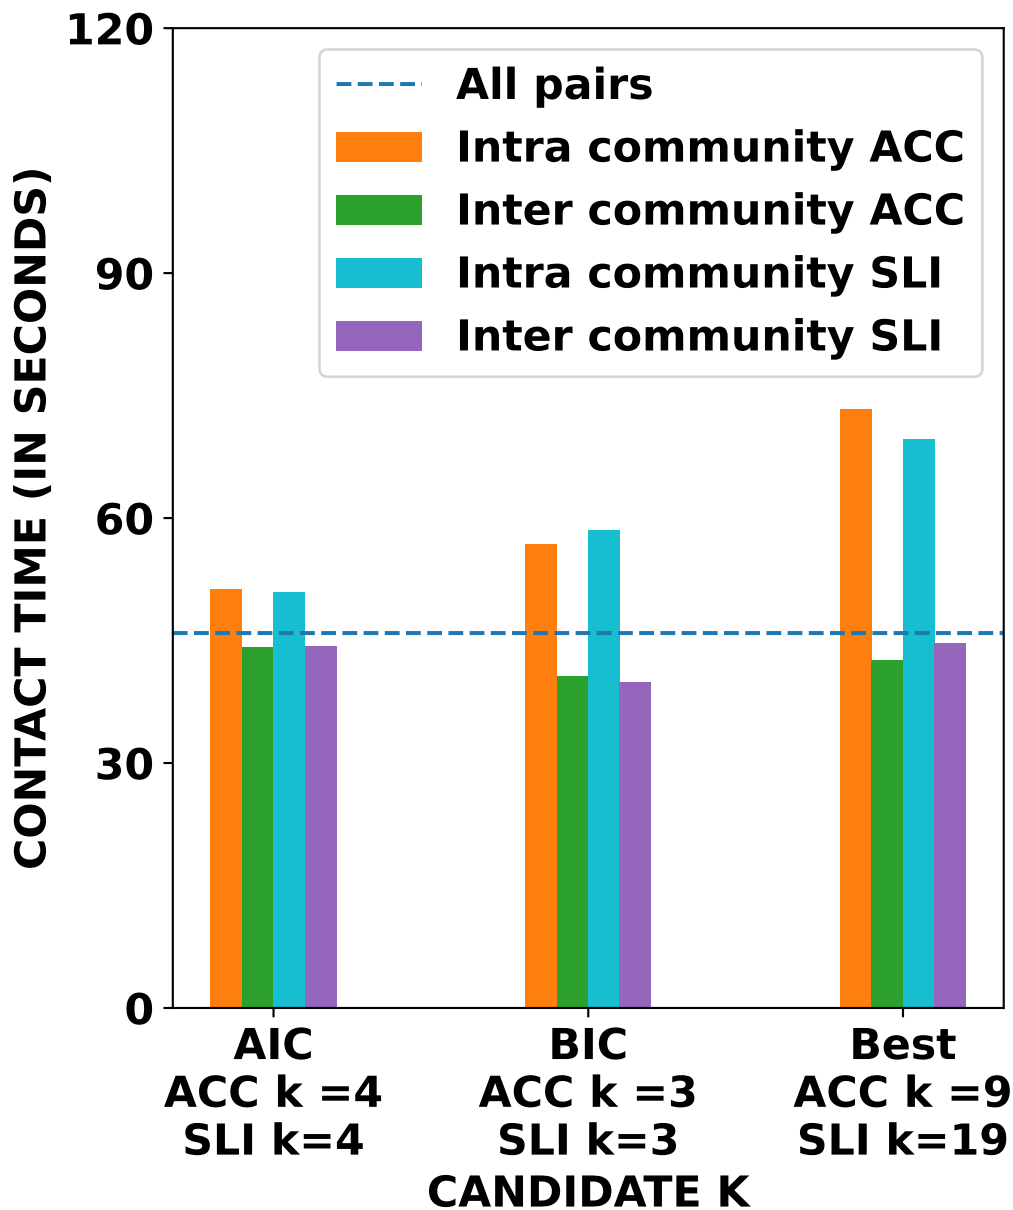 120
90
60
30
0
CONTACT TIME (IN SECONDS)
All pairs
Intra community ACC
Inter community ACC
Intra community SLI
Inter community SLI
AIC
ACC k =4
SLI k=4
BIC
ACC k =3
SLI k=3
Best
ACC k =9
SLI k=19
CANDIDATE K